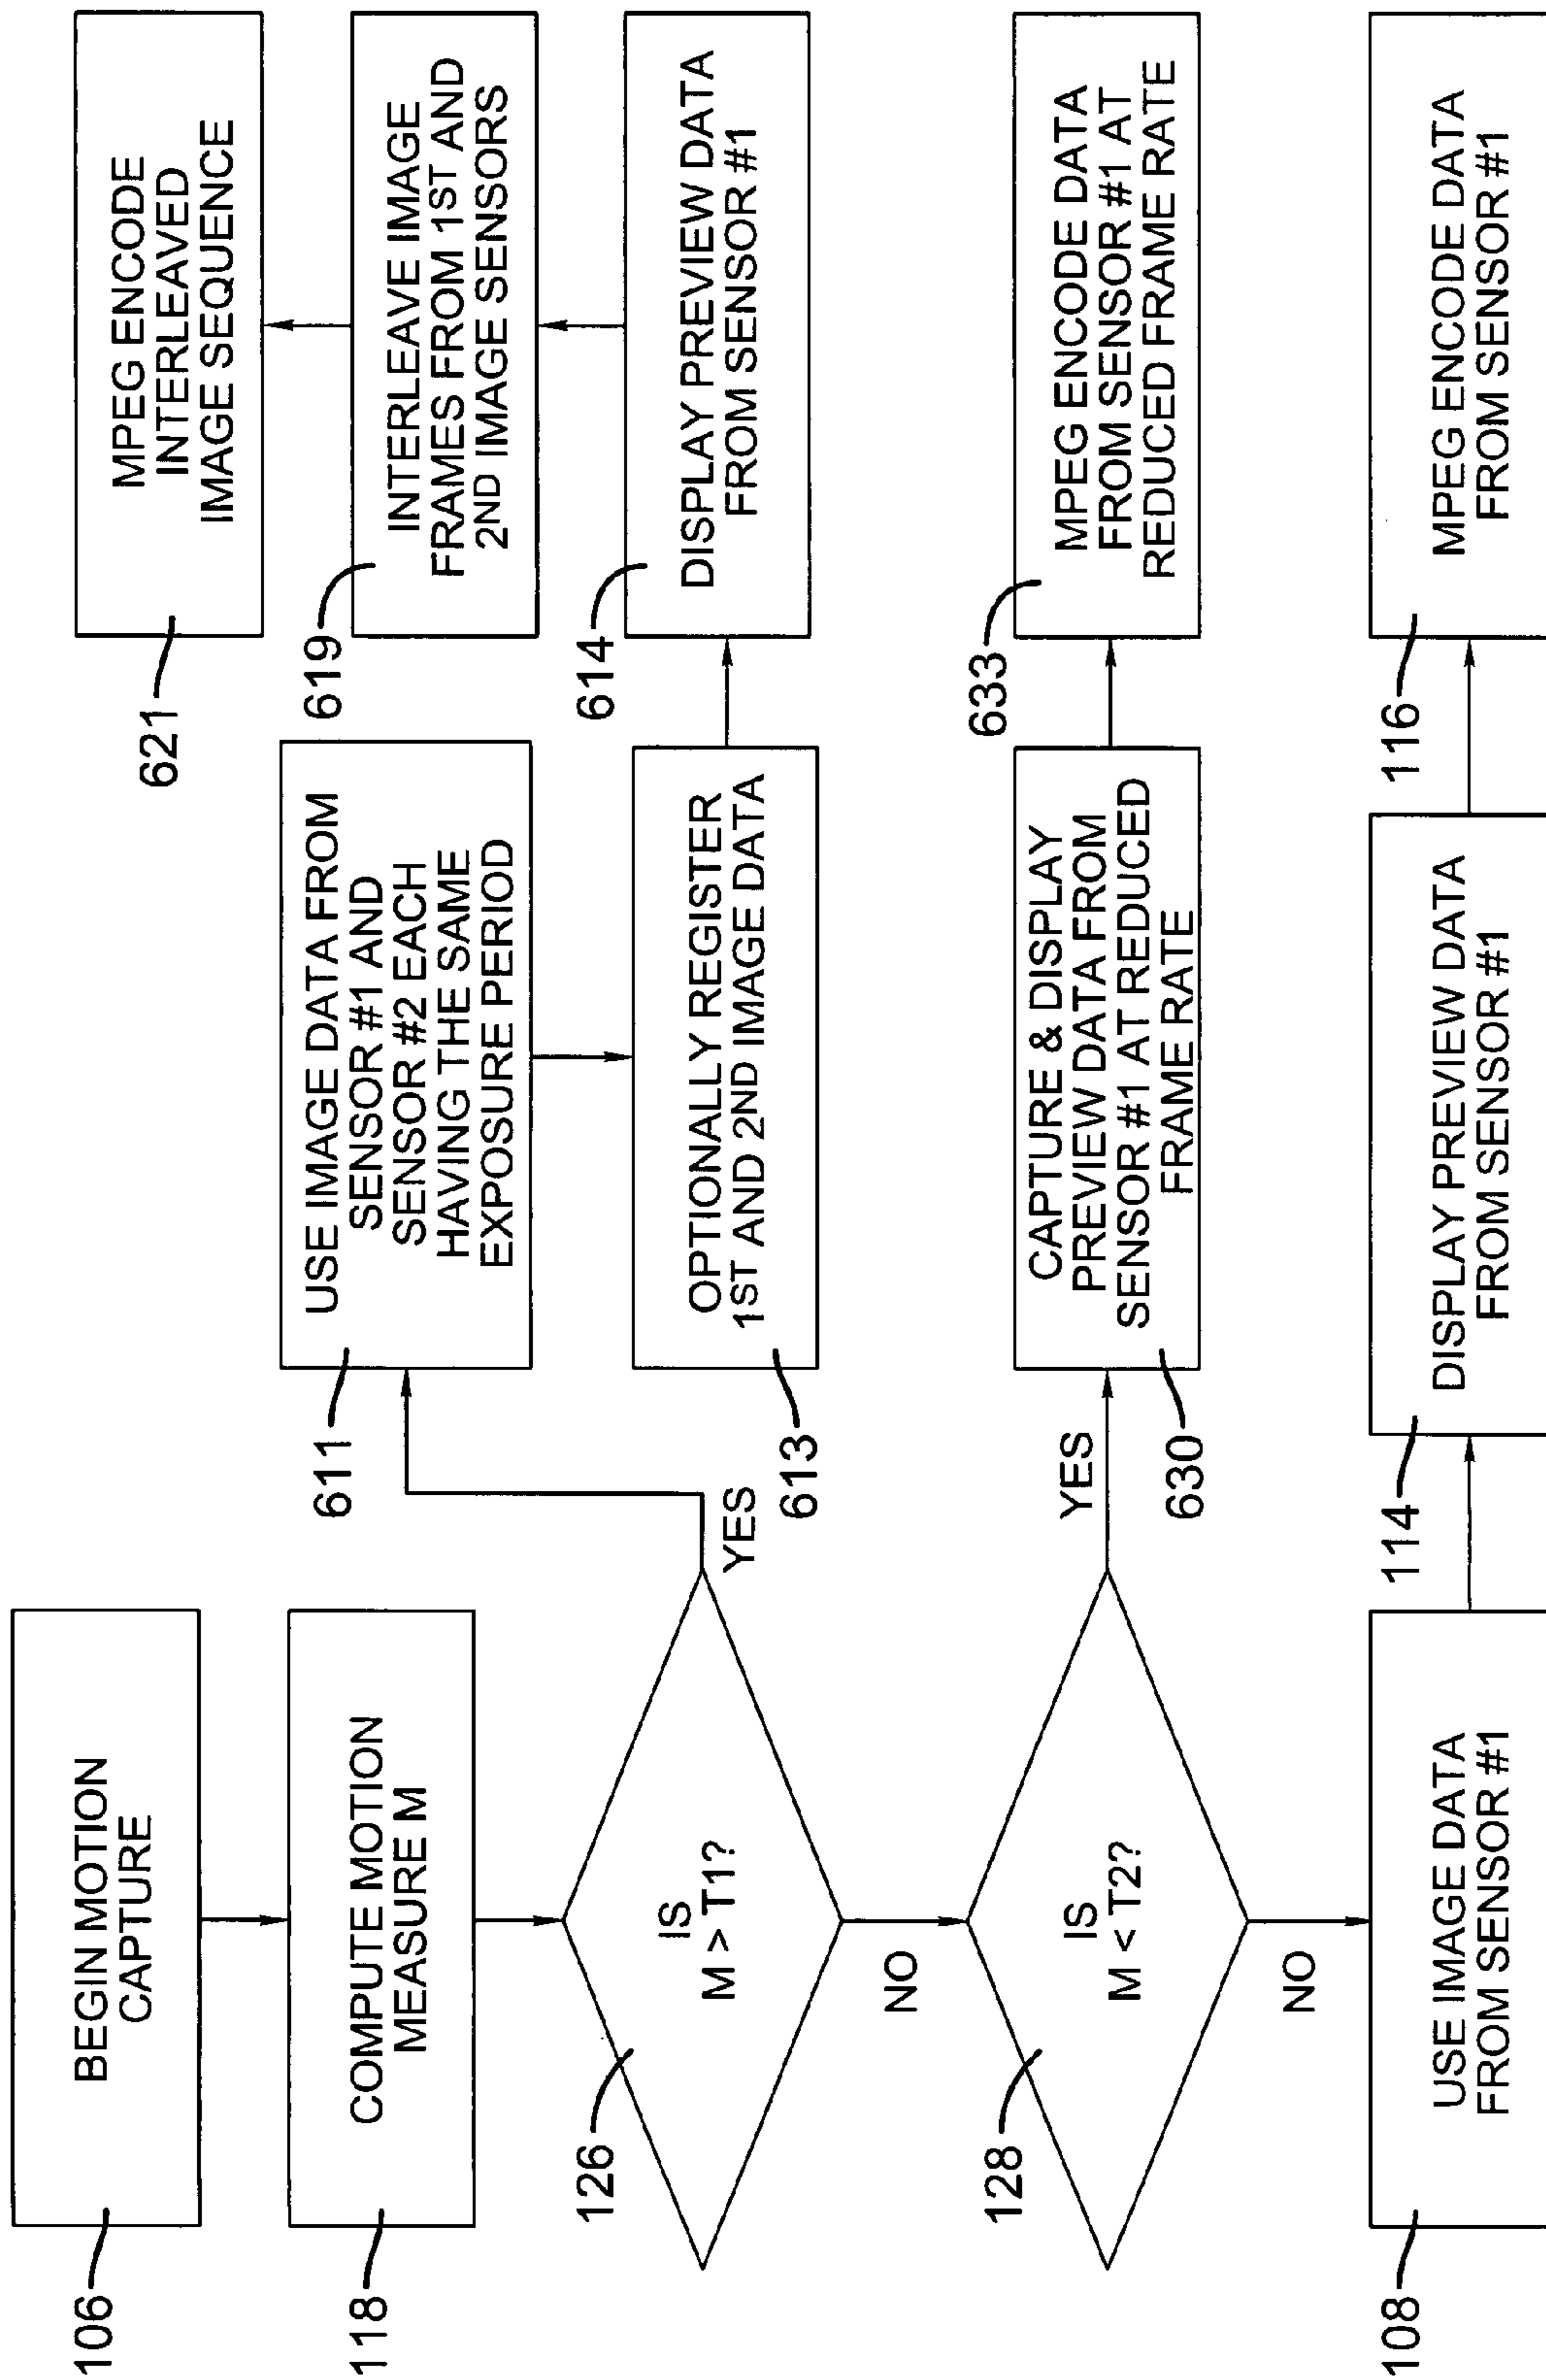 106
BEGIN MOTION
CAPTURE
118
COMPUTE MOTION
MEASURE M
126
IS
M > T1?
YES
NO
611
USE IMAGE DATA FROM
SENSOR #1 AND
SENSOR #2 EACH
HAVING THE SAME
EXPOSURE PERIOD
613
OPTIONALLY REGISTER
1ST AND 2ND IMAGE DATA
614
DISPLAY PREVIEW DATA
FROM SENSOR #1
619
INTERLEAVE IMAGE
FRAMES FROM 1ST AND
2ND IMAGE SENSORS
621
MPEG ENCODE
INTERLEAVED
IMAGE SEQUENCE
128
IS
M < T2?
YES
NO
630
CAPTURE & DISPLAY
PREVIEW DATA FROM
SENSOR #1 AT REDUCED
FRAME RATE
633
MPEG ENCODE DATA
FROM SENSOR #1 AT
REDUCED FRAME RATE
108
USE IMAGE DATA
FROM SENSOR #1
114
DISPLAY PREVIEW DATA
FROM SENSOR #1
116
MPEG ENCODE DATA
FROM SENSOR #1